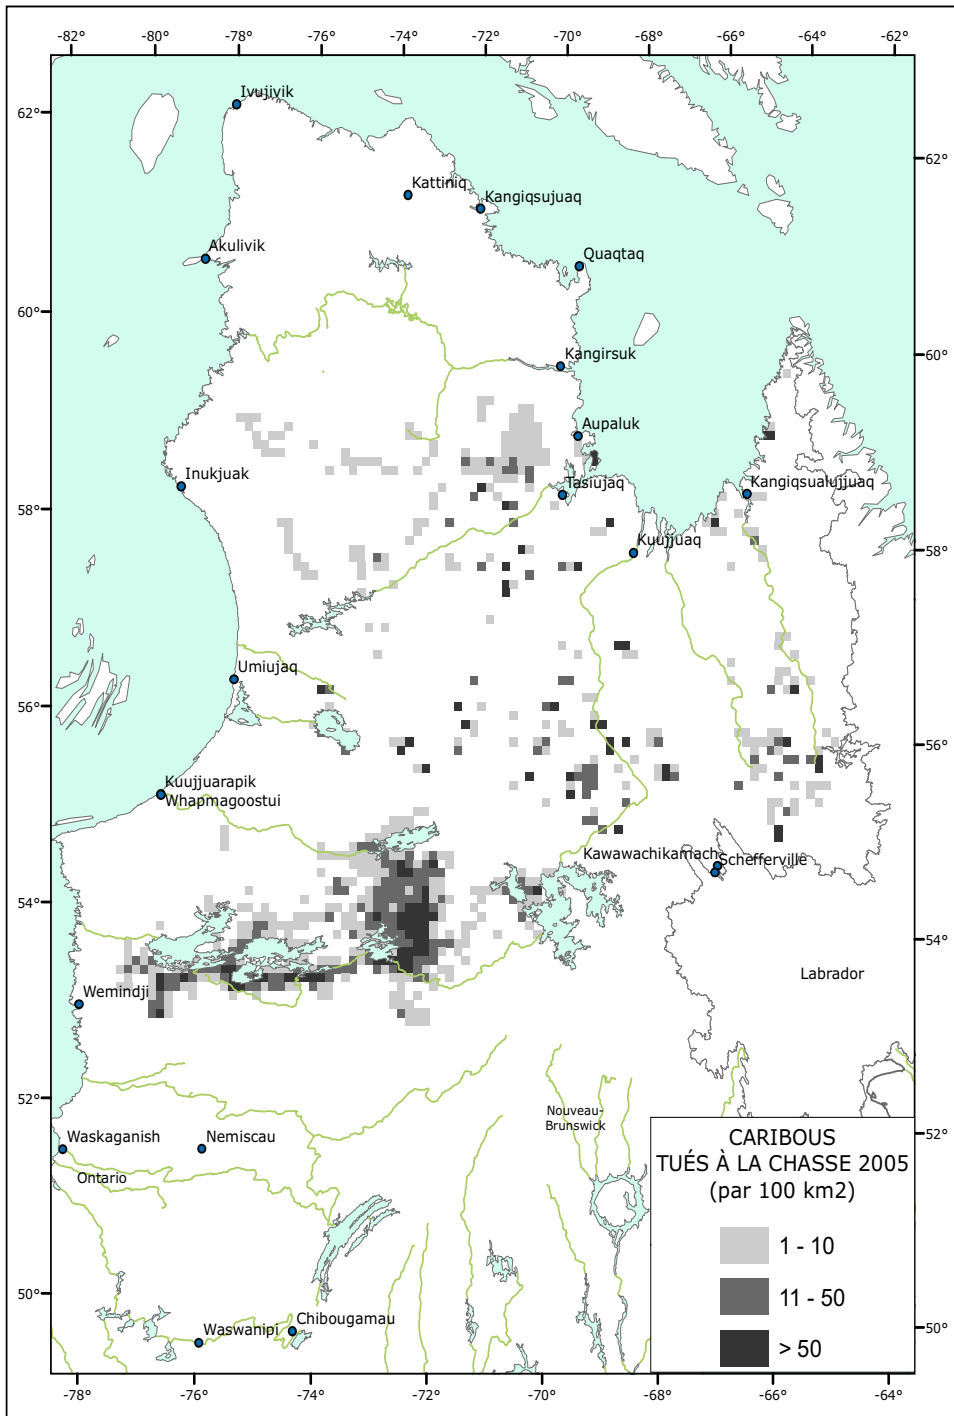 -82 -80 -78 -76 -74 -72 -70 -68 -66 -64 -62
Ivujivik
62°
62°
Kattiniq
Kangiqsujuaq
Akulivik
Quaqtaq
60°
60°
Kangirsuk
Aupaluk
Inukjuak
Tasiujaq
Kangiqsualujjuaq
58°
Kuujjuaq
58°
Umiujaq
56°
56°
Kuujjuarapik
Whapmagoostui
Kawawachikamach
Schefferville
54°
54°
Labrador
Wemindji
52°
Nouveau-
Brunswick
52°
Waskaganish
Nemiscau
Ontario
CARIBOUS
TUÉS À LA CHASSE 2005
(par 100 km2)
1 - 10
11 - 50
> 50
50°
50°
Chibougamau
Waswanipi
-78° -76° -74° -72° -70° -68° -66° -64°